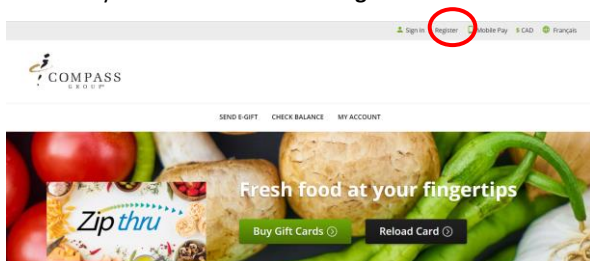 Sign In Register Mobile Pay $ CAD Français
COMPASS
GROUP
SEND E-GIFT CHECK BALANCE MY ACCOUNT
Fresh food at your fingertips
Zip thru
Buy Gift Cards Reload Card